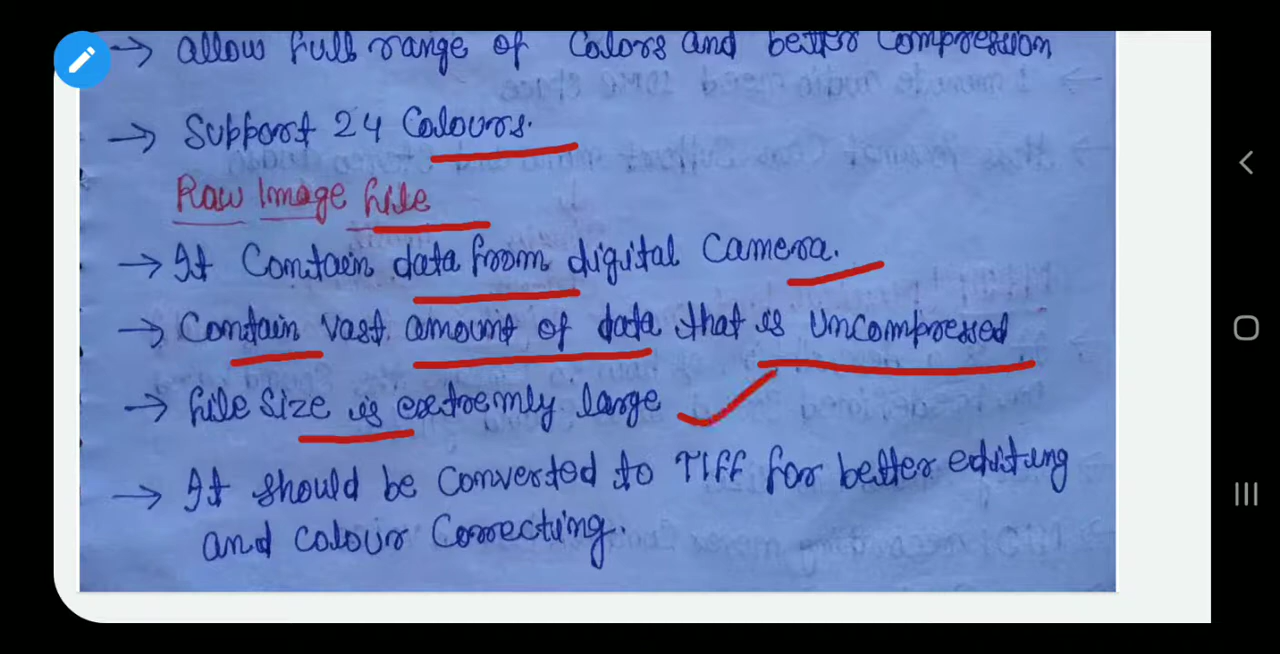 → allow full range of Colors and better Compression
→ Support 24 Colours.
Raw Image file
→ It Contain data from digital Camera.
→ Contain vast amount of data that is Uncompressed
→ file size is extremly large
→ It should be Converted to TIFF for better editing
and colour Correcting.